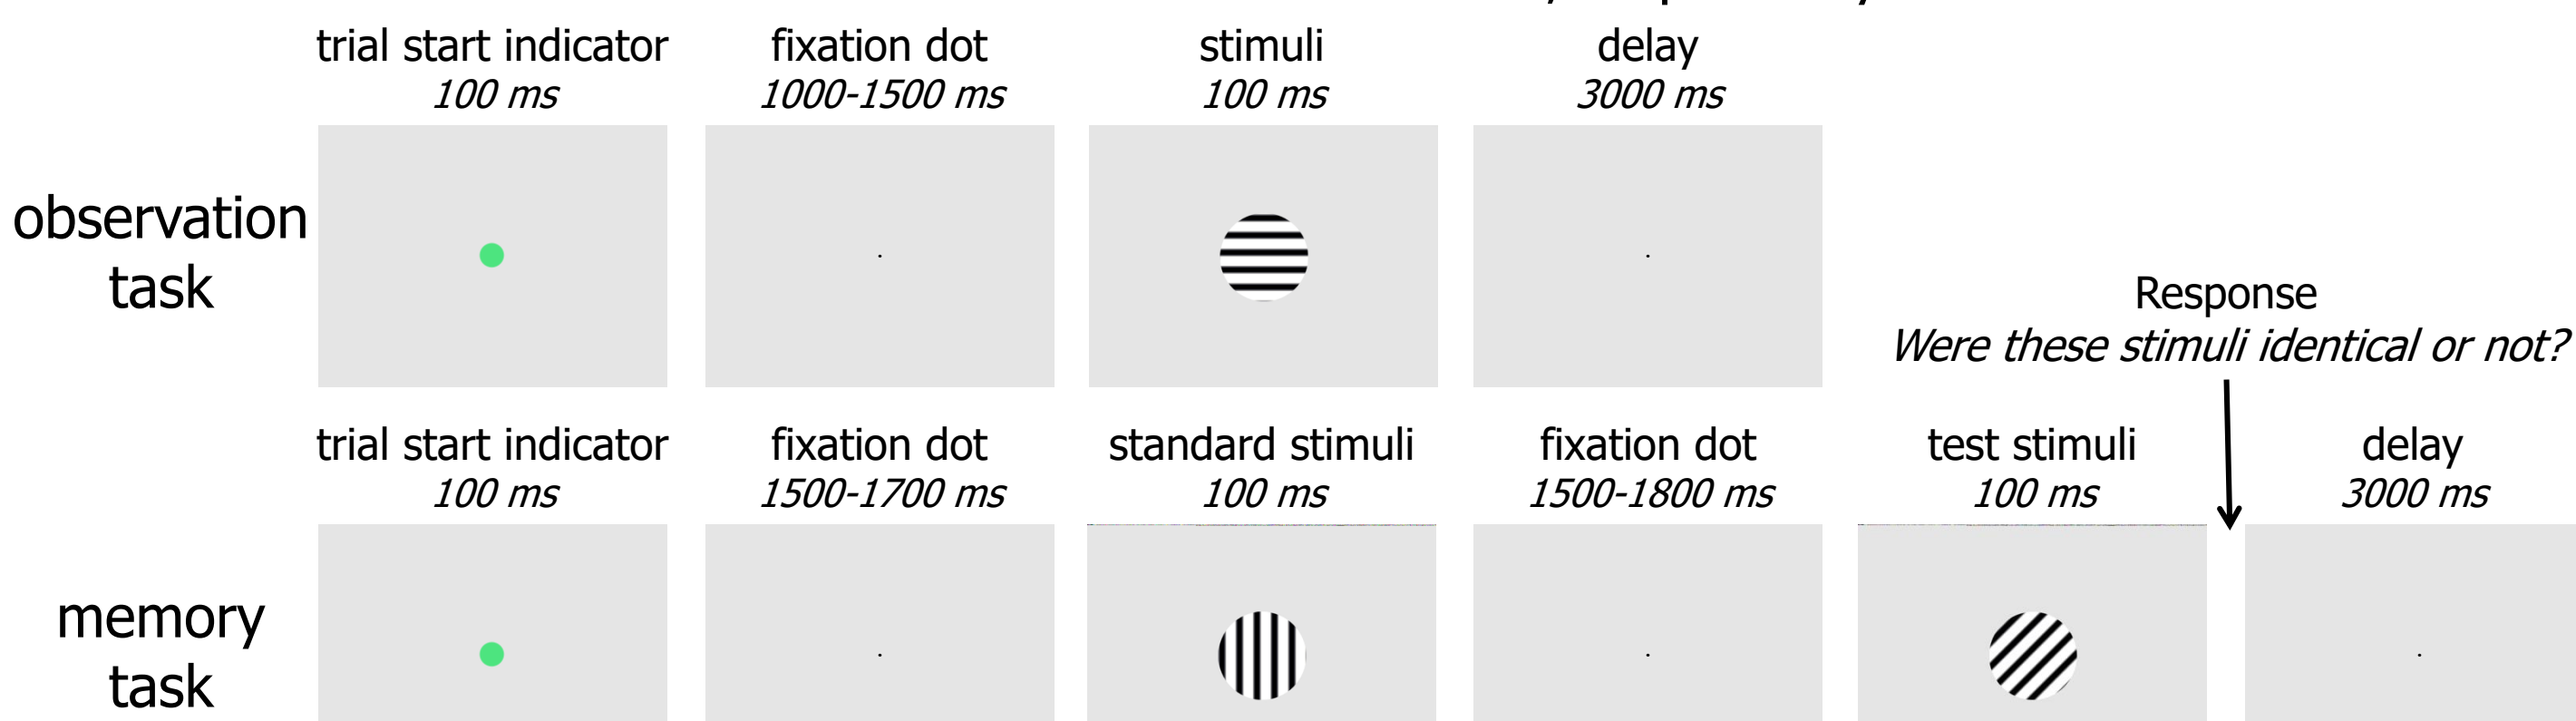 trial start indicator
100 ms
fixation dot
1000-1500 ms
stimuli
100 ms
delay
3000 ms
observation
task
Response
Were these stimuli identical or not?
trial start indicator
100 ms
fixation dot
1500-1700 ms
standard stimuli
100 ms
fixation dot
1500-1800 ms
test stimuli
100 ms
delay
3000 ms
memory
task